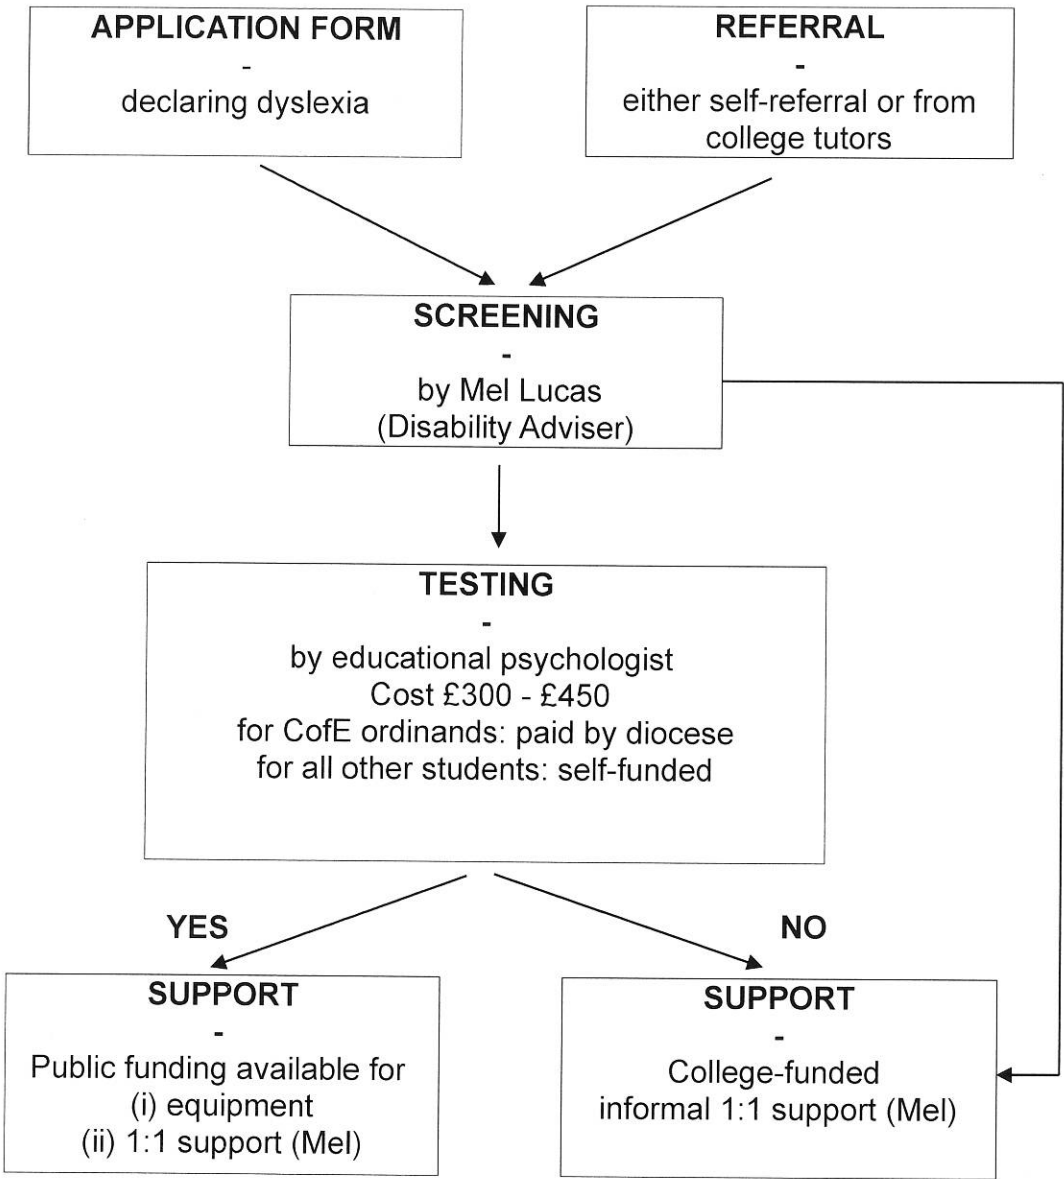 APPLICATION FORM
-
declaring dyslexia
REFERRAL
-
either self-referral or from
college tutors
SCREENING
-
by Mel Lucas
(Disability Adviser)
TESTING
-
by educational psychologist
Cost £300 - £450
for CofE ordinands: paid by diocese
for all other students: self-funded
YES
NO
SUPPORT
-
Public funding available for
(i) equipment
(ii) 1:1 support (Mel)
SUPPORT
-
College-funded
informal 1:1 support (Mel)